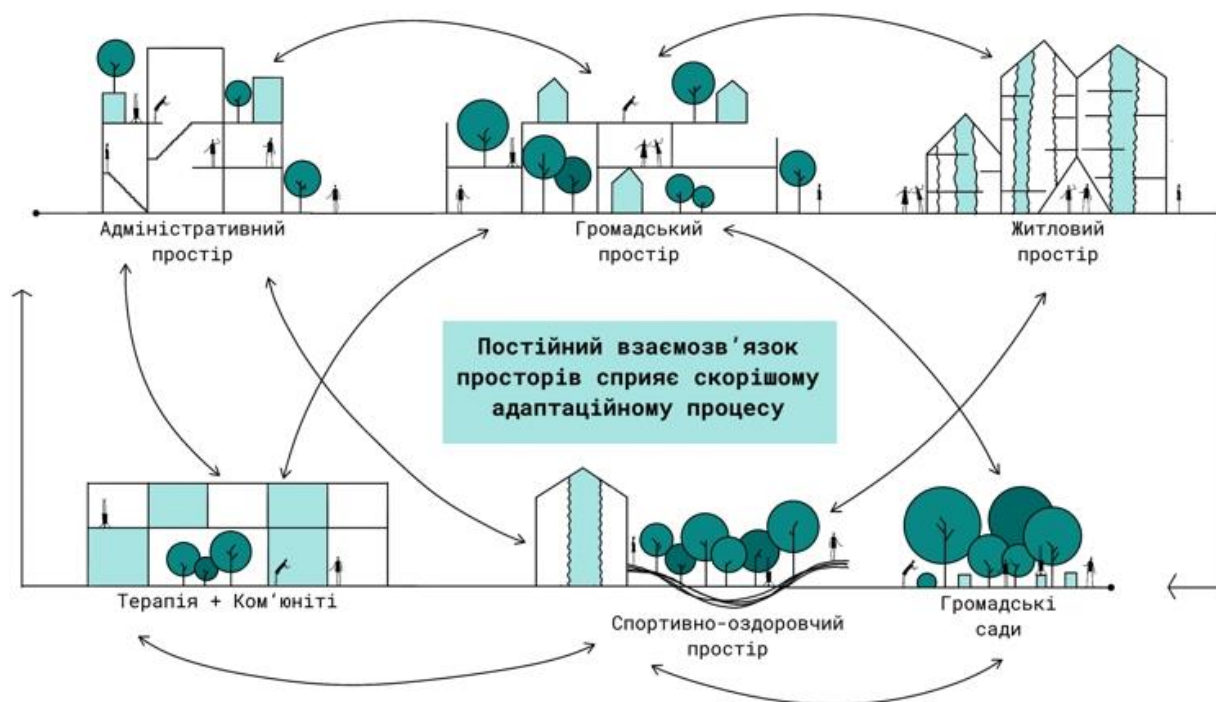 Адміністративний
простір
Громадський
простір
Житловий
простір
Постійний взаємозв'язок
просторів сприяє скорішому
адаптаційному процесу
Терапія + Ком'юніті
Спортивно-оздоровчий
простір
Громадські
сади